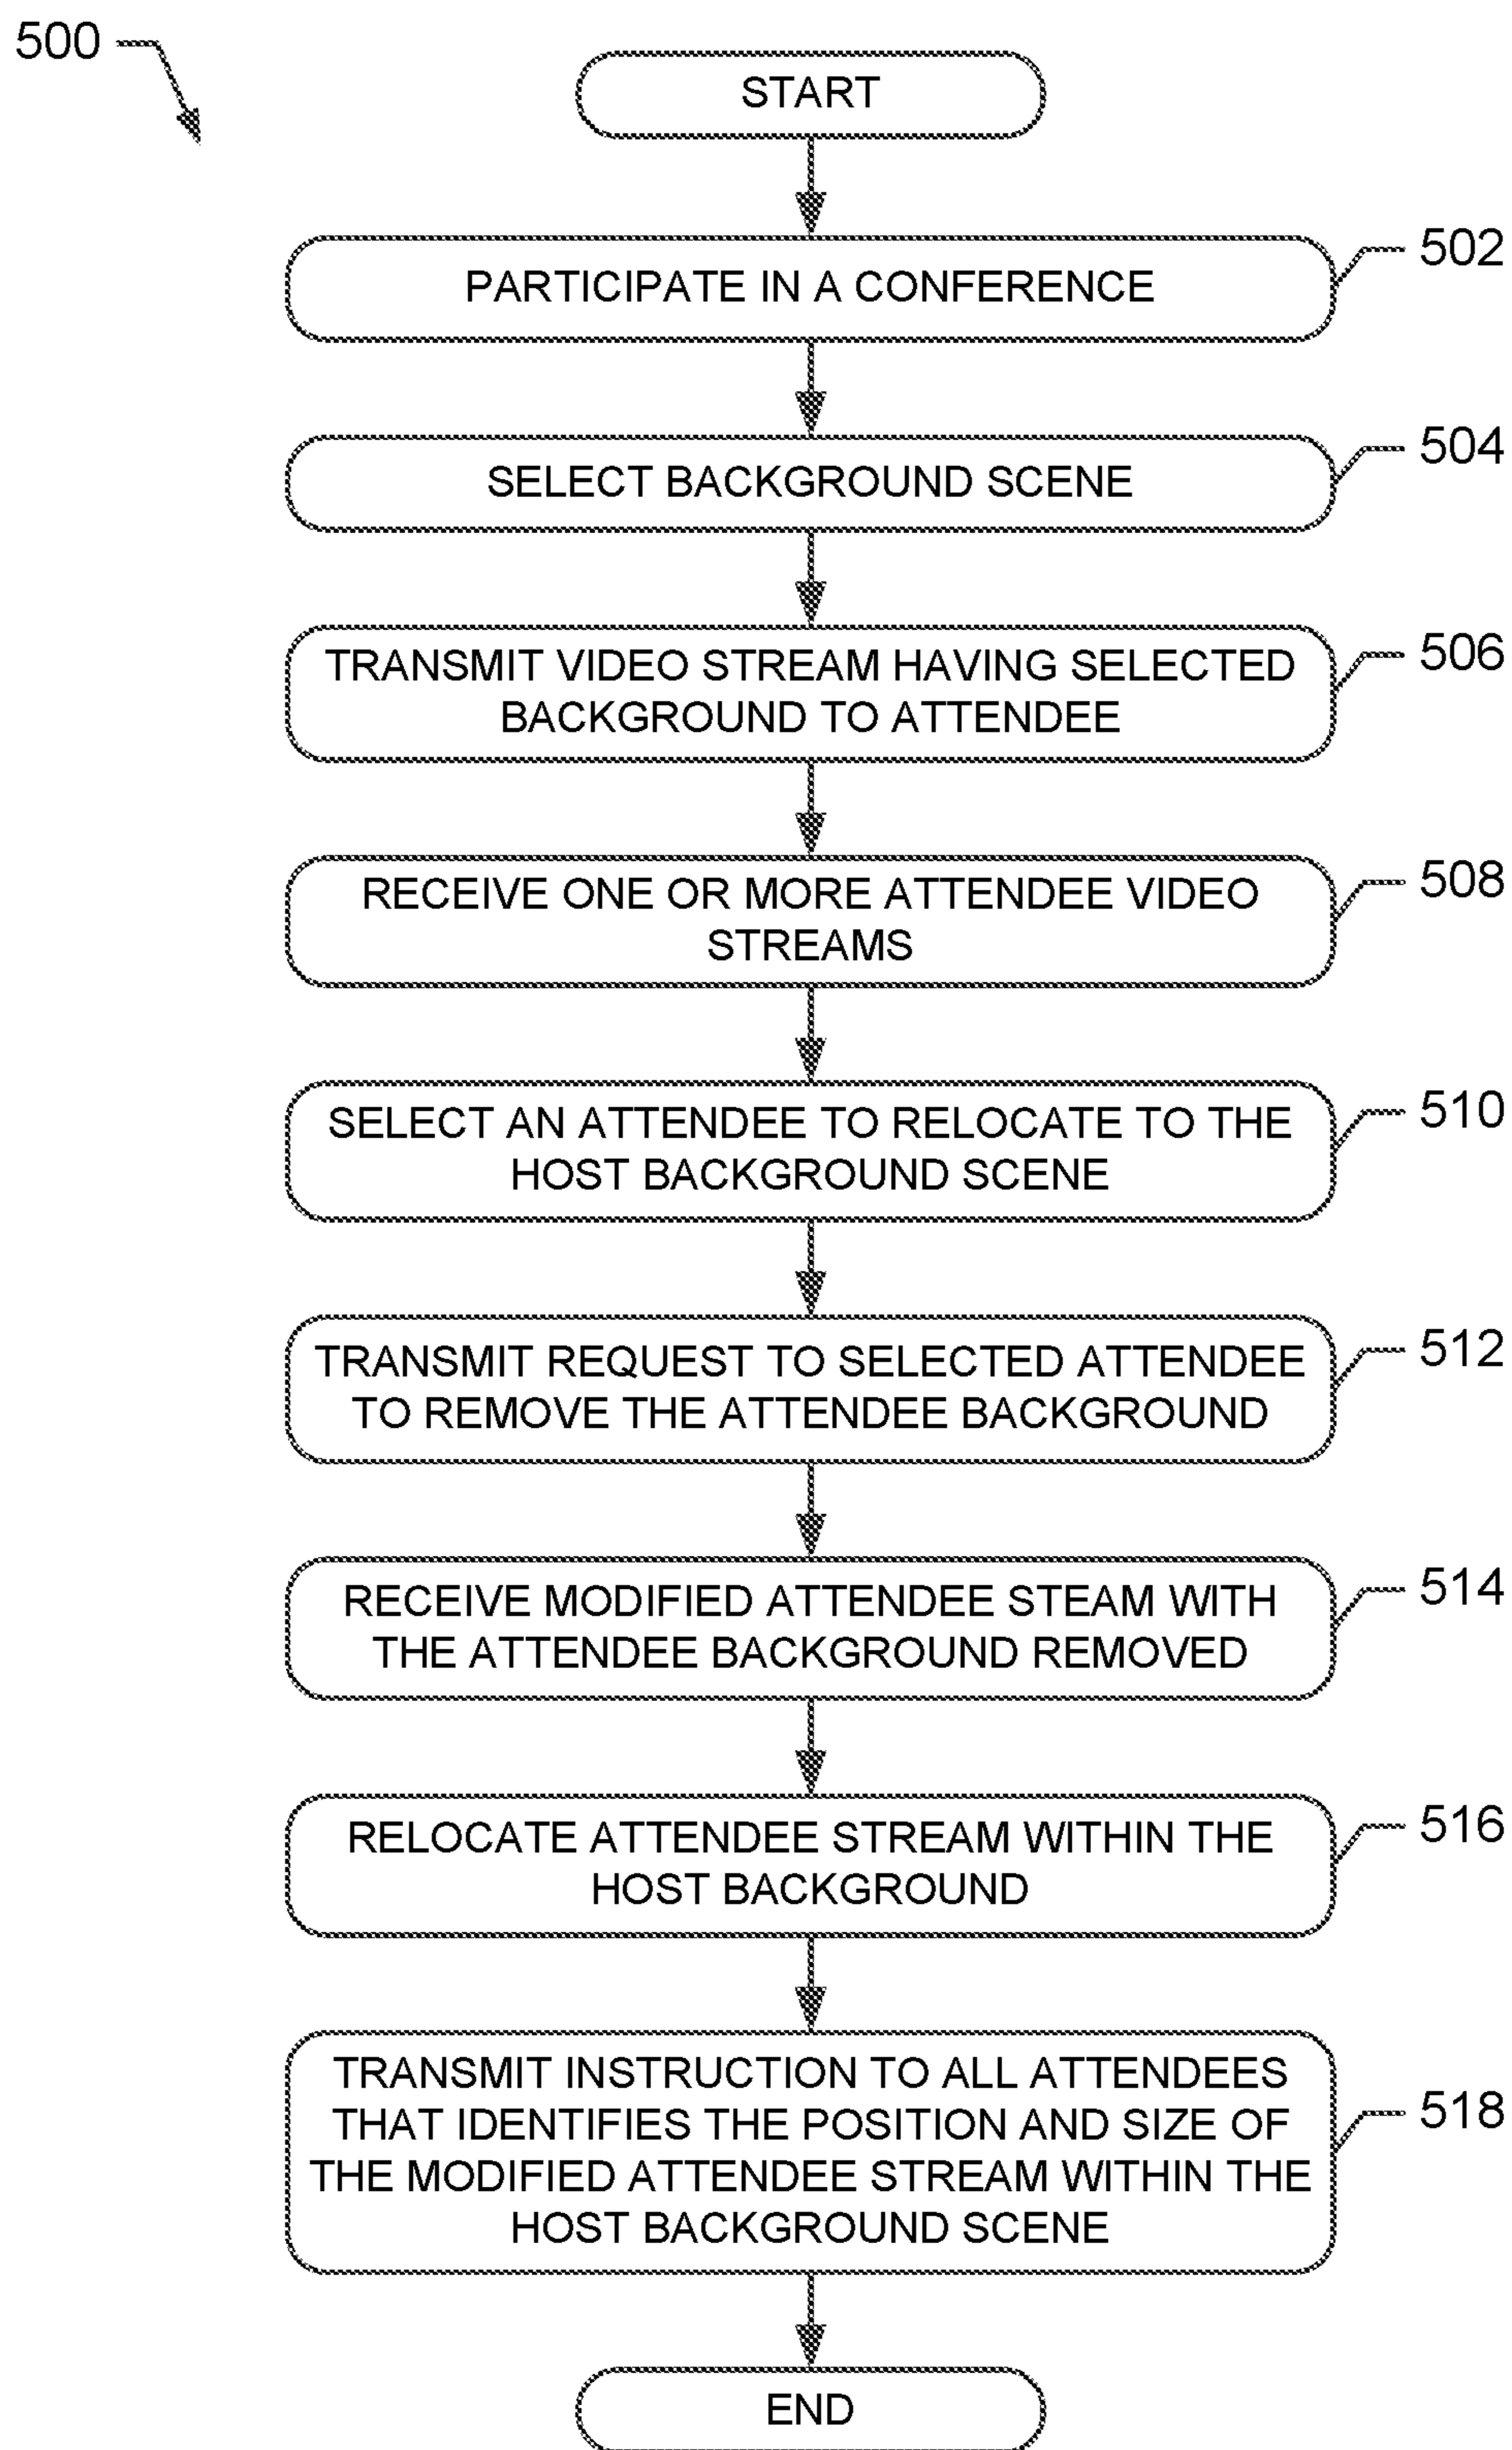 500
START
PARTICIPATE IN A CONFERENCE
502
SELECT BACKGROUND SCENE
504
TRANSMIT VIDEO STREAM HAVING SELECTED
BACKGROUND TO ATTENDEE
506
RECEIVE ONE OR MORE ATTENDEE VIDEO
STREAMS
508
SELECT AN ATTENDEE TO RELOCATE TO THE
HOST BACKGROUND SCENE
510
TRANSMIT REQUEST TO SELECTED ATTENDEE
TO REMOVE THE ATTENDEE BACKGROUND
512
RECEIVE MODIFIED ATTENDEE STEAM WITH
THE ATTENDEE BACKGROUND REMOVED
514
RELOCATE ATTENDEE STREAM WITHIN THE
HOST BACKGROUND
516
TRANSMIT INSTRUCTION TO ALL ATTENDEES
THAT IDENTIFIES THE POSITION AND SIZE OF
THE MODIFIED ATTENDEE STREAM WITHIN THE
HOST BACKGROUND SCENE
518
END